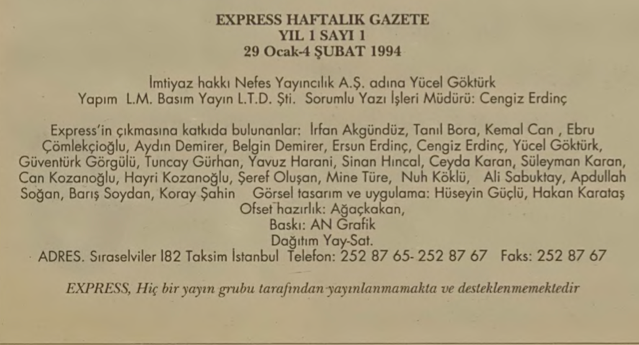 EXPRESS HAFTALIK GAZETE
YIL 1 SAYI 1
29 Ocak-4 ŞUBAT 1994
İmtiyaz hakkı Nefes Yayıncılık A.Ş. adına Yücel Göktürk
Yapım L.M. Basım Yayın L.T.D. Şti. Sorumlu Yazı İşleri Müdürü: Cengiz Erdinç
Express'in çıkmasına katkıda bulunanlar: İrfan Akgündüz, Tanıl Bora, Kemal Can , Ebru
Çömlekçioğlu, Aydın Demirer, Belgin Demirer, Ersun Erdinç, Cengiz Erdinç, Yücel Göktürk,
Güventürk Görgülü, Tuncay Gürhan, Yavuz Harani, Sinan Hıncal, Ceyda Karan, Süleyman Karan,
Can Kozanoğlu, Hayri Kozanoğlu, Şeref Oluşan, Mine Türe, Nuh Köklü, Ali Sabuktay, Apdullah
Soğan, Barış Soydan, Koray Şahin Görsel tasarım ve uygulama: Hüseyin Güçlü, Hakan Karataş
Ofset hazırlık: Ağaçkakan,
Baskı: AN Grafik
Dağıtım Yay-Sat.
ADRES. Sıraselviler 182 Taksim İstanbul Telefon: 252 87 65- 252 87 67 Faks: 252 87 67
EXPRESS, Hiç bir yayın grubu tarafından yayınlanmamakta ve desteklenmemektedir